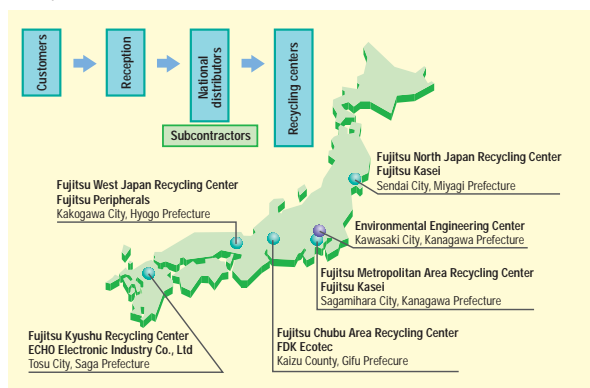 Customers
Reception
National
distributors
Recycling centers
Subcontractors
Fujitsu North Japan Recycling Center
Fujitsu Kasei
Sendai City, Miyagi Prefecture
Fujitsu West Japan Recycling Center
Fujitsu Peripherals
Kakogawa City, Hyogo Prefecture
Environmental Engineering Center
Kawasaki City, Kanagawa Prefecture
Fujitsu Metropolitan Area Recycling Center
Fujitsu Kasei
Sagamihara City, Kanagawa Prefecture
Fujitsu Kyushu Recycling Center
ECHO Electronic Industry Co., Ltd
Tosu City, Saga Prefecture
Fujitsu Chubu Area Recycling Center
FDK Ecotec
Kaizu County, Gifu Prefecure